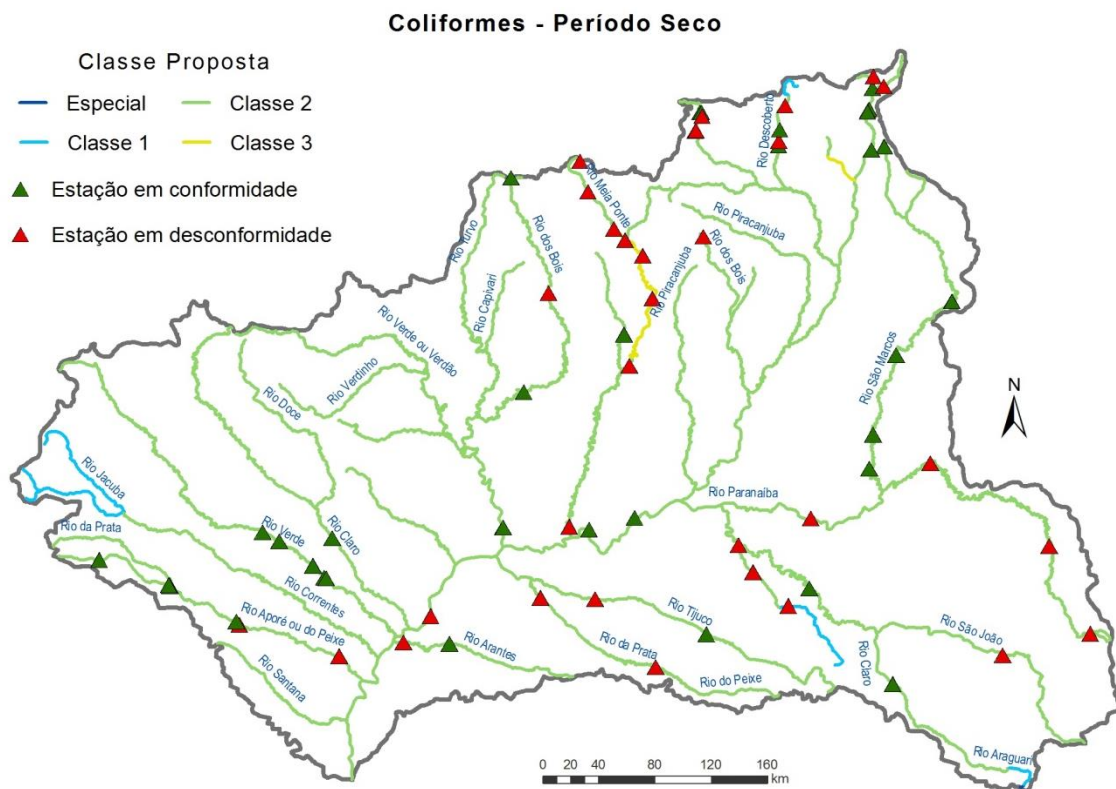 Coliformes - Período Seco
Classe Proposta
Especial
Classe 2
Classe 1
Classe 3
Estação em conformidade
Estação em desconformidade
Rio Descoberto
Rio Meia Ponte
Rio Piracanjuba
Rio Turvo
Rio dos Bois
Rio dos Bois
Rio Capivari
Rio Piracanjuba
Rio Verde ou Verdão
Rio São Marcos
Rio Verdinho
Rio Doce
N
Rio Jacuba
Rio Paranaíba
Rio da Prata
Rio Verde
Rio Claro
Rio Correntes
Rio Aporé ou do Peixe
Rio Tijuco
Rio São João
Rio Arantes
Rio da Prata
Rio Claro
Rio Santana
Rio do Peixe
Rio Araguari
0 10 20 40 80 120 160
km